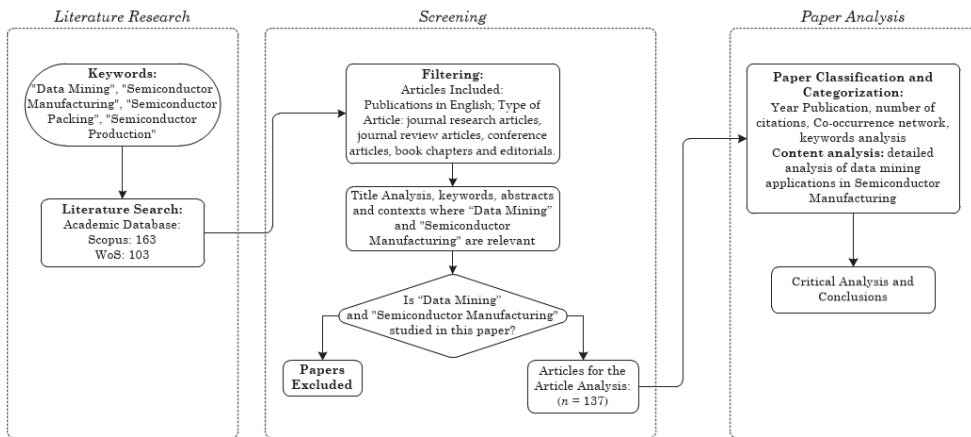 Literature Research
Keywords:
"Data Mining", "Semiconductor
Manufacturing", "Semiconductor
Packing", "Semiconductor
Production"
Literature Search:
Academic Database:
Scopus: 163
WoS: 103
Screening
Filtering:
Articles Included:
Publications in English; Type of
Article: journal research articles,
journal review articles, conference
articles, book chapters and editorials.
Title Analysis, keywords, abstracts
and contexts where “Data Mining”
and "Semiconductor
Manufacturing" are relevant
Is “Data Mining”
and "Semiconductor Manufacturing"
studied in this paper?
Papers
Excluded
Articles for the
Article Analysis:
(n = 137)
Paper Analysis
Paper Classification and
Categorization:
Year Publication, number of
citations, Co-occurrence network,
keywords analysis
Content analysis: detailed
analysis of data mining
applications in Semiconductor
Manufacturing
Critical Analysis and
Conclusions